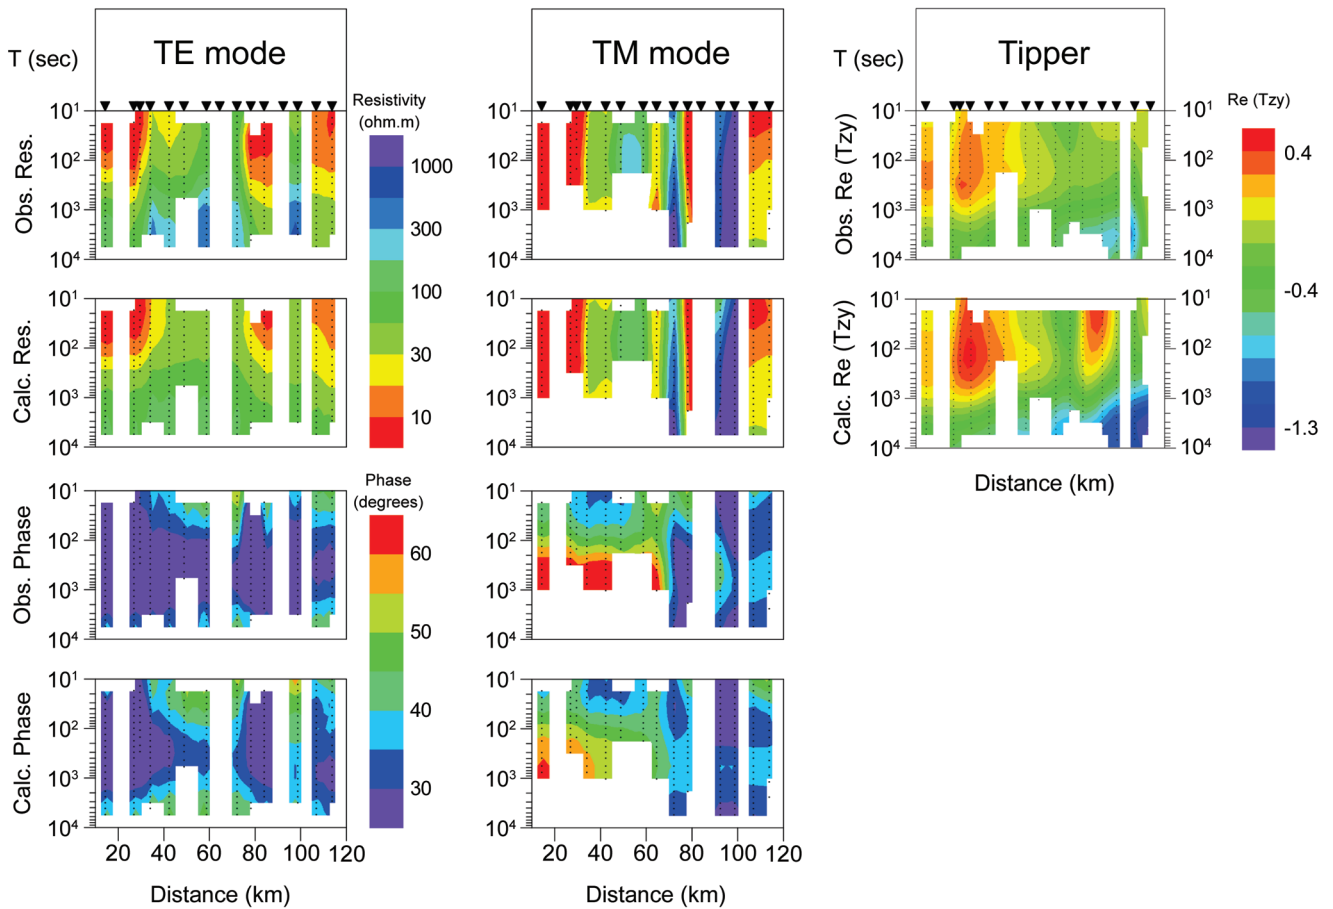 TE mode
TM mode
Tipper
T (sec)
T (sec)
Resistivity
(ohm.m)
Re (Tzy)
Obs. Res.
10¹
10²
10³
10⁴
1000
300
100
30
10
10¹
10²
10³
10⁴
Obs. Re (Tzy)
10¹
10²
10³
10⁴
10¹
10²
10³
10⁴
0.4
-0.4
-1.3
Calc. Res.
10¹
10²
10³
10⁴
10¹
10²
10³
10⁴
Calc. Re (Tzy)
10¹
10²
10³
10⁴
10¹
10²
10³
10⁴
Distance (km)
Phase
(degrees)
60
50
40
30
Obs. Phase
10¹
10²
10³
10⁴
10¹
10²
10³
10⁴
Calc. Phase
10¹
10²
10³
10⁴
10¹
10²
10³
10⁴
20 40 60 80 100 120
20 40 60 80 100 120
Distance (km)
Distance (km)